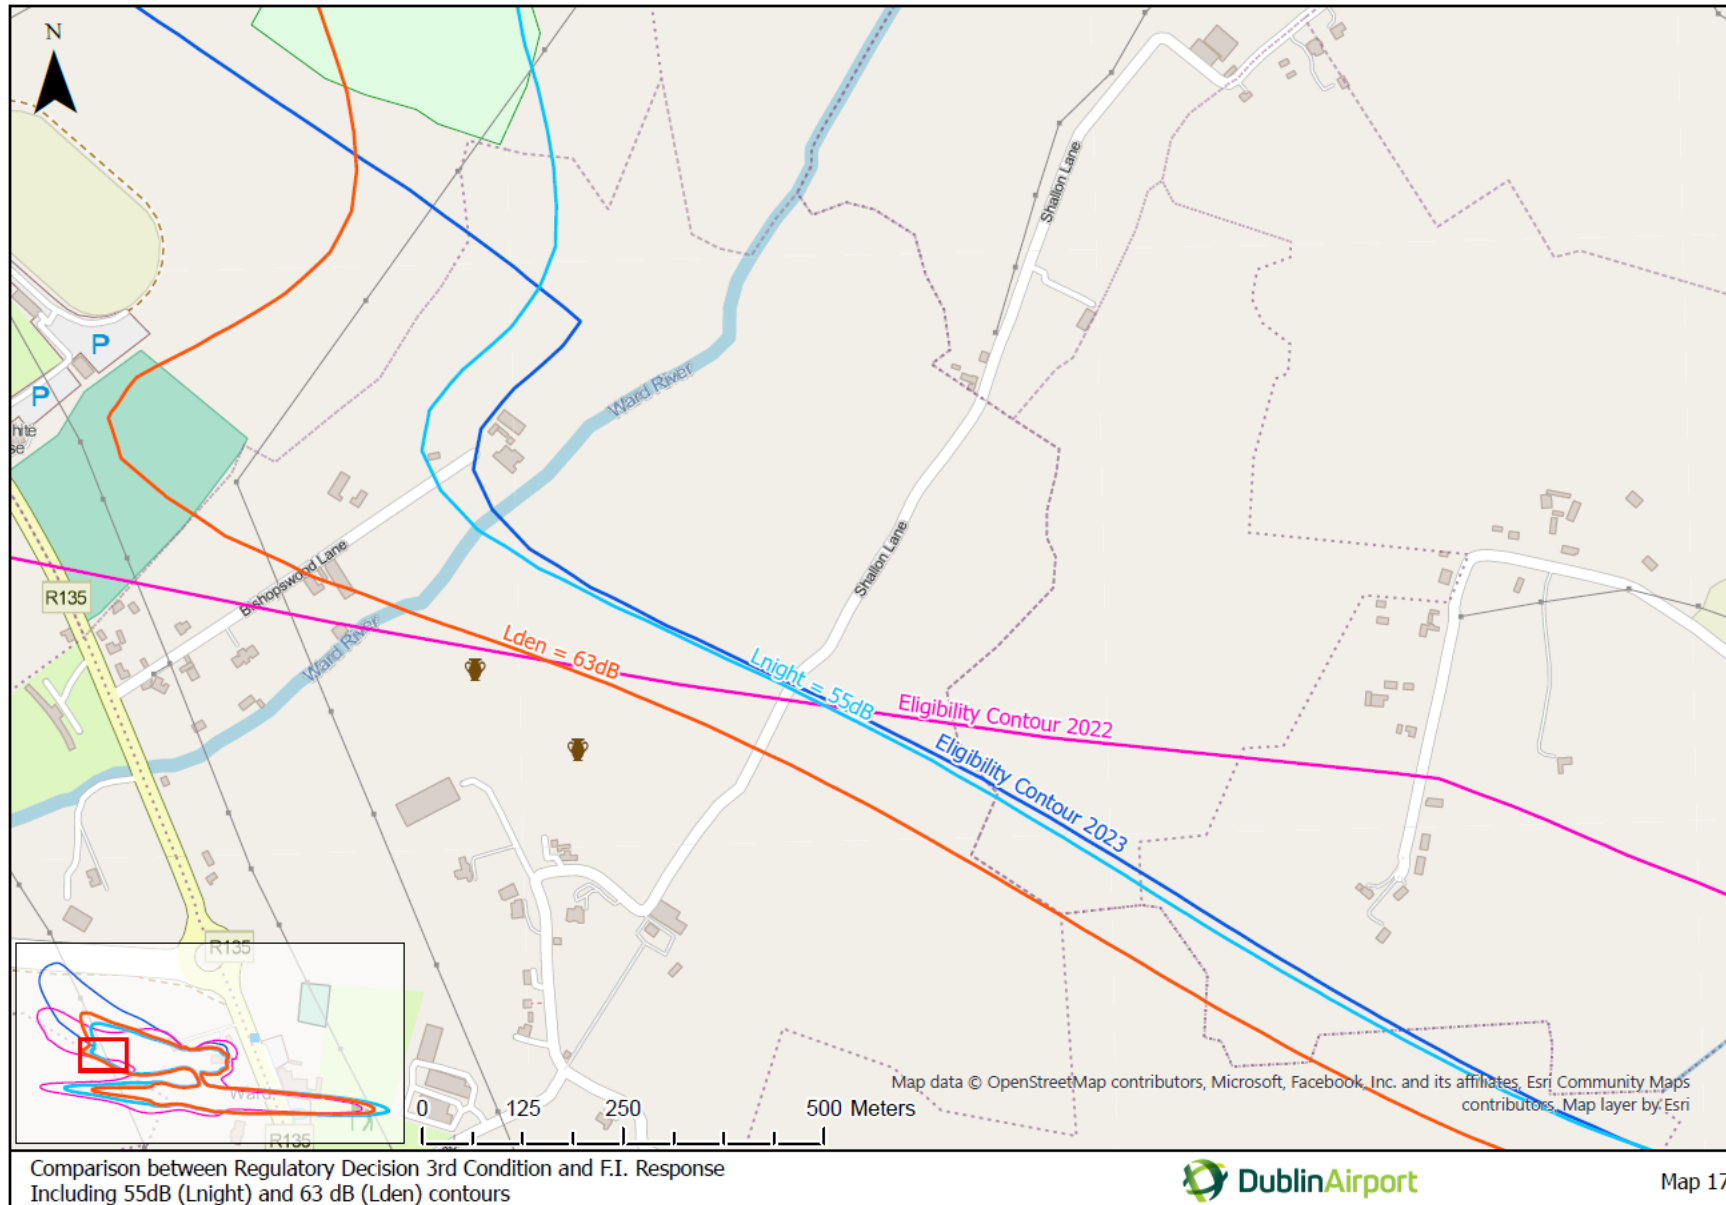 N
P
P
hite
se
R135
Bishopswood Lane
Ward River
Ward River
Shallon Lane
Shallon Lane
Lden = 63dB
Lnight = 55dB
Eligibility Contour 2022
Eligibility Contour 2023
R135
Ward
R135
0 125 250 500 Meters
Map data © OpenStreetMap contributors, Microsoft, Facebook, Inc. and its affiliates, Esri Community Maps
contributors, Map layer by Esri
Comparison between Regulatory Decision 3rd Condition and F.I. Response
Including 55dB (Lnight) and 63 dB (Lden) contours
DublinAirport
Map 17